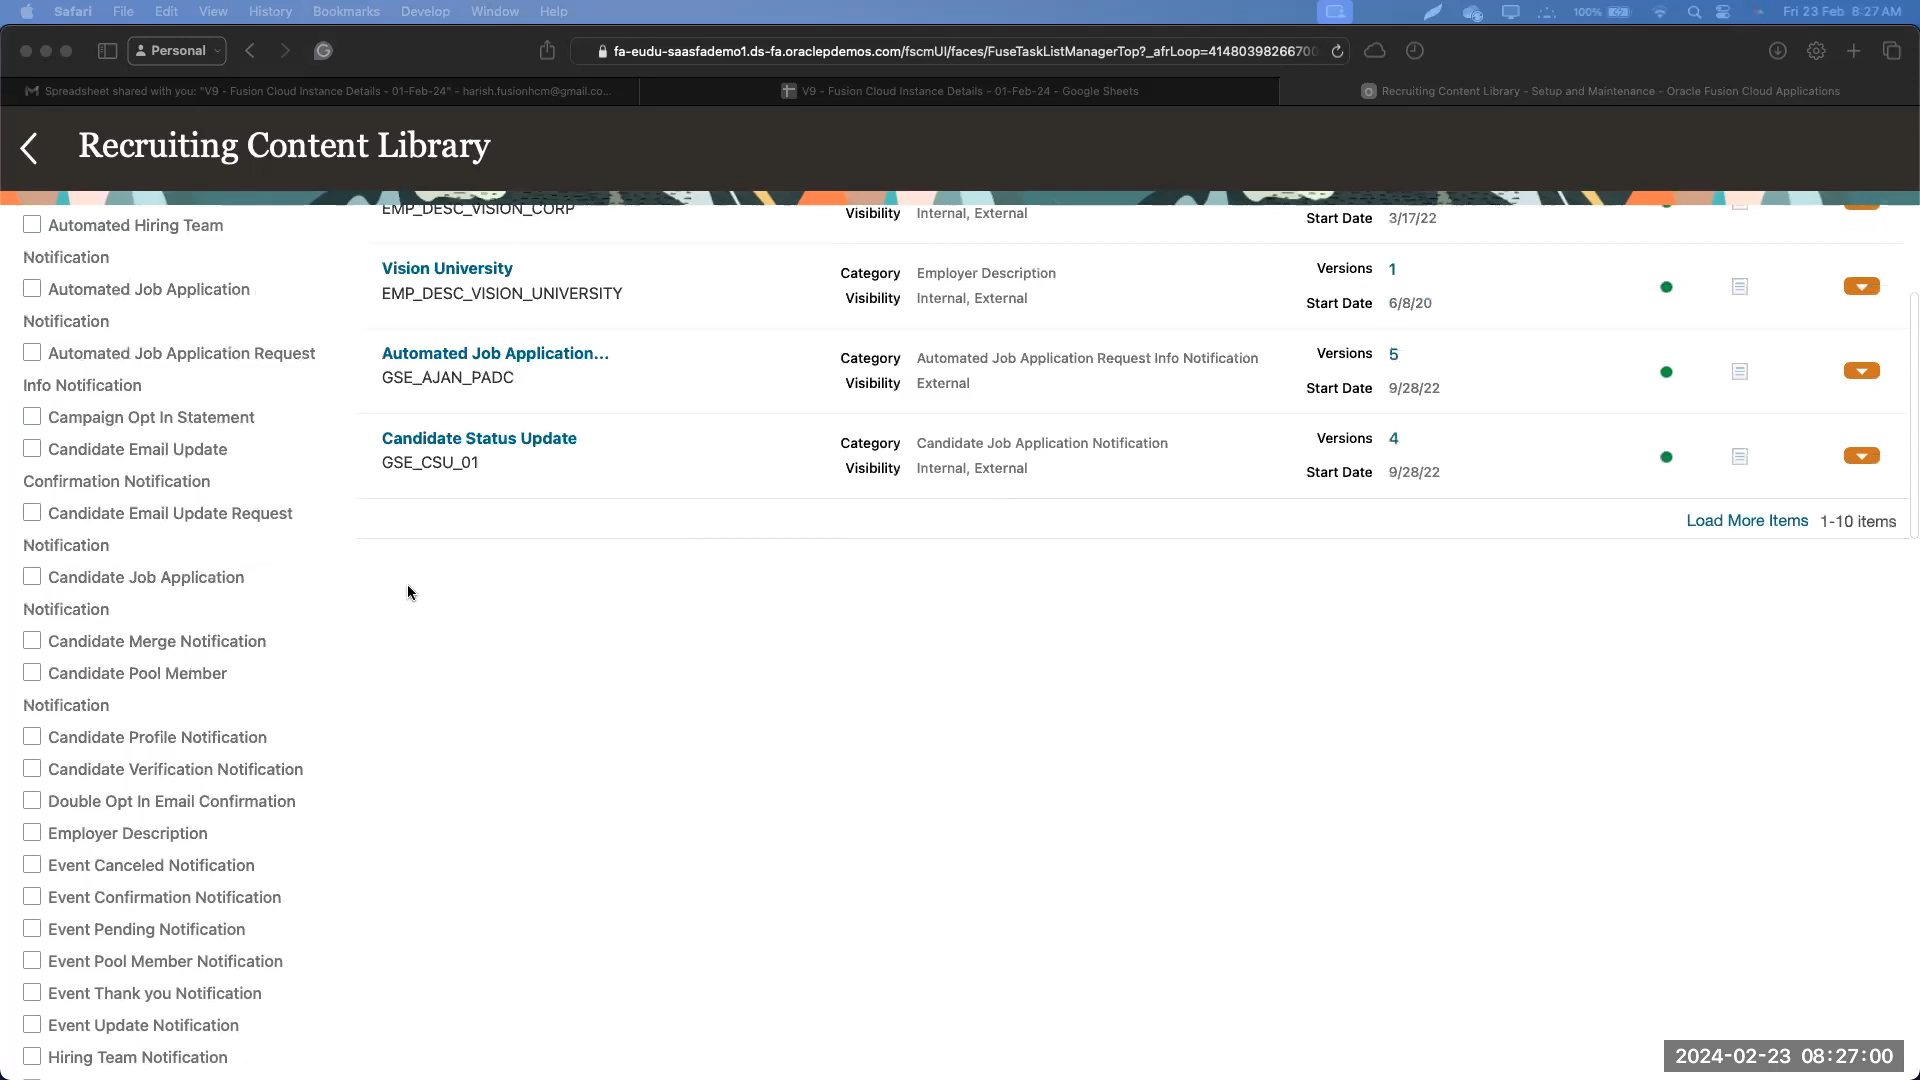 Safari File Edit View History Bookmarks Develop Window Help 100% Fri 23 Feb 8:27 AM
Personal fa-eudu-saasfademo1.ds-fa.oraclepdemos.com/fscmUI/faces/FuseTaskListManagerTop?_afrLoop=41480398266700
Spreadsheet shared with you: "V9 - Fusion Cloud Instance Details - 01-Feb-24" - harish.fusionhcm@gmail.co... V9 - Fusion Cloud Instance Details - 01-Feb-24 - Google Sheets Recruiting Content Library - Setup and Maintenance - Oracle Fusion Cloud Applications
Recruiting Content Library
Automated Hiring Team
Notification
Automated Job Application
Notification
Automated Job Application Request
Info Notification
Campaign Opt In Statement
Candidate Email Update
Confirmation Notification
Candidate Email Update Request
Notification
Candidate Job Application
Notification
Candidate Merge Notification
Candidate Pool Member
Notification
Candidate Profile Notification
Candidate Verification Notification
Double Opt In Email Confirmation
Employer Description
Event Canceled Notification
Event Confirmation Notification
Event Pending Notification
Event Pool Member Notification
Event Thank you Notification
Event Update Notification
Hiring Team Notification
EMP_DESC_VISION_CORP Visibility Internal, External Start Date 3/17/22
Vision University Category Employer Description Versions 1
EMP_DESC_VISION_UNIVERSITY Visibility Internal, External Start Date 6/8/20
Automated Job Application... Category Automated Job Application Request Info Notification Versions 5
GSE_AJAN_PADC Visibility External Start Date 9/28/22
Candidate Status Update Category Candidate Job Application Notification Versions 4
GSE_CSU_01 Visibility Internal, External Start Date 9/28/22
Load More Items 1-10 items
2024-02-23 08:27:00